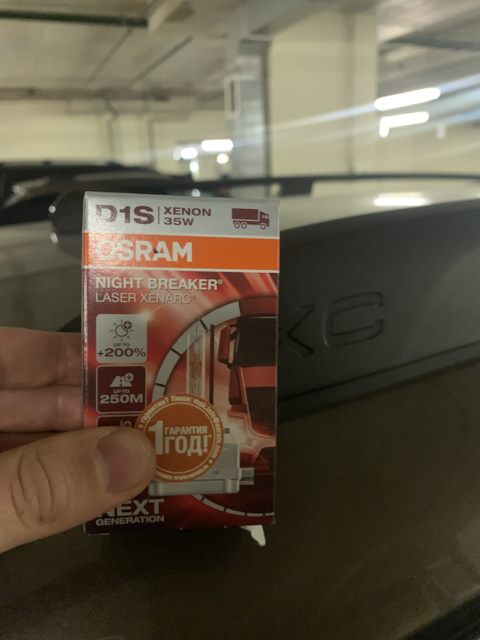 D1S XENON
35W
OSRAM
NIGHT BREAKER®
LASER XENARC®
UP TO
+200%
UP TO
250M
1 ГАРАНТИЯ
ГОД!*
NEXT
GENERATION
XC